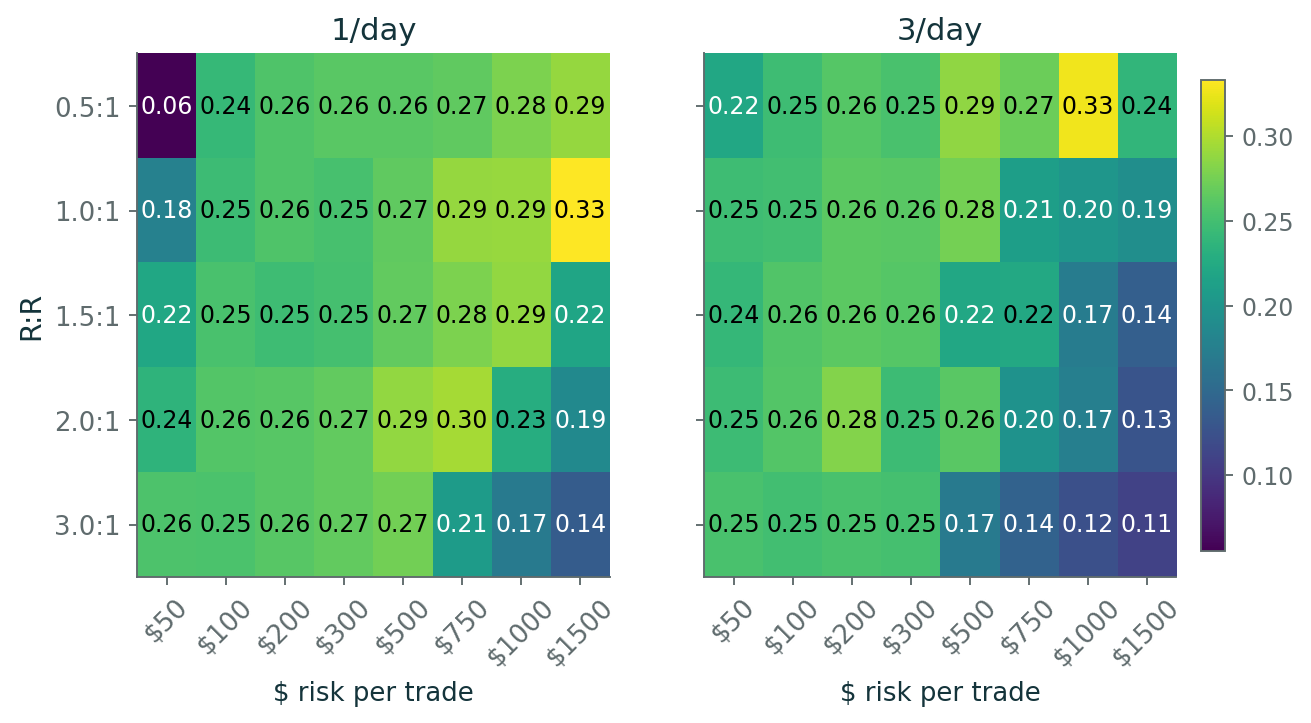 1/day
3/day
R:R
0.5:1 0.06 0.24 0.26 0.26 0.26 0.27 0.28 0.29
1.0:1 0.18 0.25 0.26 0.25 0.27 0.29 0.29 0.33
1.5:1 0.22 0.25 0.25 0.25 0.27 0.28 0.29 0.22
2.0:1 0.24 0.26 0.26 0.27 0.29 0.30 0.23 0.19
3.0:1 0.26 0.25 0.26 0.27 0.27 0.21 0.17 0.14
$50 $100 $200 $300 $500 $750 $1000 $1500
$ risk per trade
0.22 0.25 0.26 0.25 0.29 0.27 0.33 0.24
0.25 0.25 0.26 0.26 0.28 0.21 0.20 0.19
0.24 0.26 0.26 0.26 0.22 0.22 0.17 0.14
0.25 0.26 0.28 0.25 0.26 0.20 0.17 0.13
0.25 0.25 0.25 0.25 0.17 0.14 0.12 0.11
$50 $100 $200 $300 $500 $750 $1000 $1500
$ risk per trade
0.30
0.25
0.20
0.15
0.10